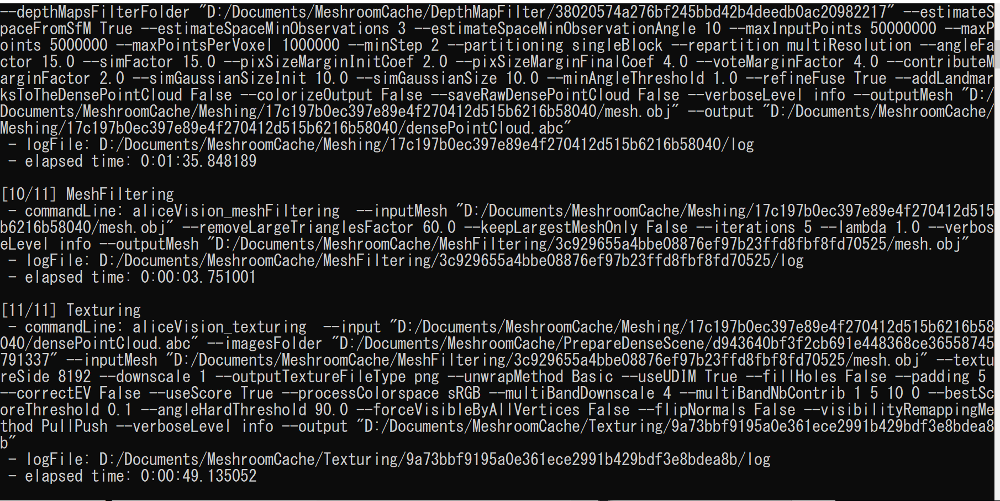 --depthMapsFilterFolder "D:/Documents/MeshroomCache/DepthMapFilter/38020574a276bf245bbd42b4deedb0ac20982217" --estimateS
paceFromSfM True --estimateSpaceMinObservations 3 --estimateSpaceMinObservationAngle 10 --maxInputPoints 50000000 --maxP
oints 5000000 --maxPointsPerVoxel 1000000 --minStep 2 --partitioning singleBlock --repartition multiResolution --angleFa
ctor 15.0 --simFactor 15.0 --pixSizeMarginInitCoef 2.0 --pixSizeMarginFinalCoef 4.0 --voteMarginFactor 4.0 --contributeM
arginFactor 2.0 --simGaussianSizeInit 10.0 --simGaussianSize 10.0 --minAngleThreshold 1.0 --refineFuse True --addLandmar
ksToTheDensePointCloud False --colorizeOutput False --saveRawDensePointCloud False --verboseLevel info --outputMesh "D:/
Documents/MeshroomCache/Meshing/17c197b0ec397e89e4f270412d515b6216b58040/mesh.obj" --output "D:/Documents/MeshroomCache/
Meshing/17c197b0ec397e89e4f270412d515b6216b58040/densePointCloud.abc"
 - logFile: D:/Documents/MeshroomCache/Meshing/17c197b0ec397e89e4f270412d515b6216b58040/log
 - elapsed time: 0:01:35.848189

[10/11] MeshFiltering
 - commandLine: aliceVision_meshFiltering  --inputMesh "D:/Documents/MeshroomCache/Meshing/17c197b0ec397e89e4f270412d515
b6216b58040/mesh.obj" --removeLargeTrianglesFactor 60.0 --keepLargestMeshOnly False --iterations 5 --lambda 1.0 --verbos
eLevel info --outputMesh "D:/Documents/MeshroomCache/MeshFiltering/3c929655a4bbe08876ef97b23ffd8fbf8fd70525/mesh.obj"
 - logFile: D:/Documents/MeshroomCache/MeshFiltering/3c929655a4bbe08876ef97b23ffd8fbf8fd70525/log
 - elapsed time: 0:00:03.751001

[11/11] Texturing
 - commandLine: aliceVision_texturing  --input "D:/Documents/MeshroomCache/Meshing/17c197b0ec397e89e4f270412d515b6216b58
040/densePointCloud.abc" --imagesFolder "D:/Documents/MeshroomCache/PrepareDenseScene/d943640bf3f2cb691e448368ce36558745
791337" --inputMesh "D:/Documents/MeshroomCache/MeshFiltering/3c929655a4bbe08876ef97b23ffd8fbf8fd70525/mesh.obj" --textu
reSide 8192 --downscale 1 --outputTextureFileType png --unwrapMethod Basic --useUDIM True --fillHoles False --padding 5
--correctEV False --useScore True --processColorspace sRGB --multiBandDownscale 4 --multiBandNbContrib 1 5 10 0 --bestSc
oreThreshold 0.1 --angleHardThreshold 90.0 --forceVisibleByAllVertices False --flipNormals False --visibilityRemappingMe
thod PullPush --verboseLevel info --output "D:/Documents/MeshroomCache/Texturing/9a73bbf9195a0e361ece2991b429bdf3e8bdea8
b"
 - logFile: D:/Documents/MeshroomCache/Texturing/9a73bbf9195a0e361ece2991b429bdf3e8bdea8b/log
 - elapsed time: 0:00:49.135052